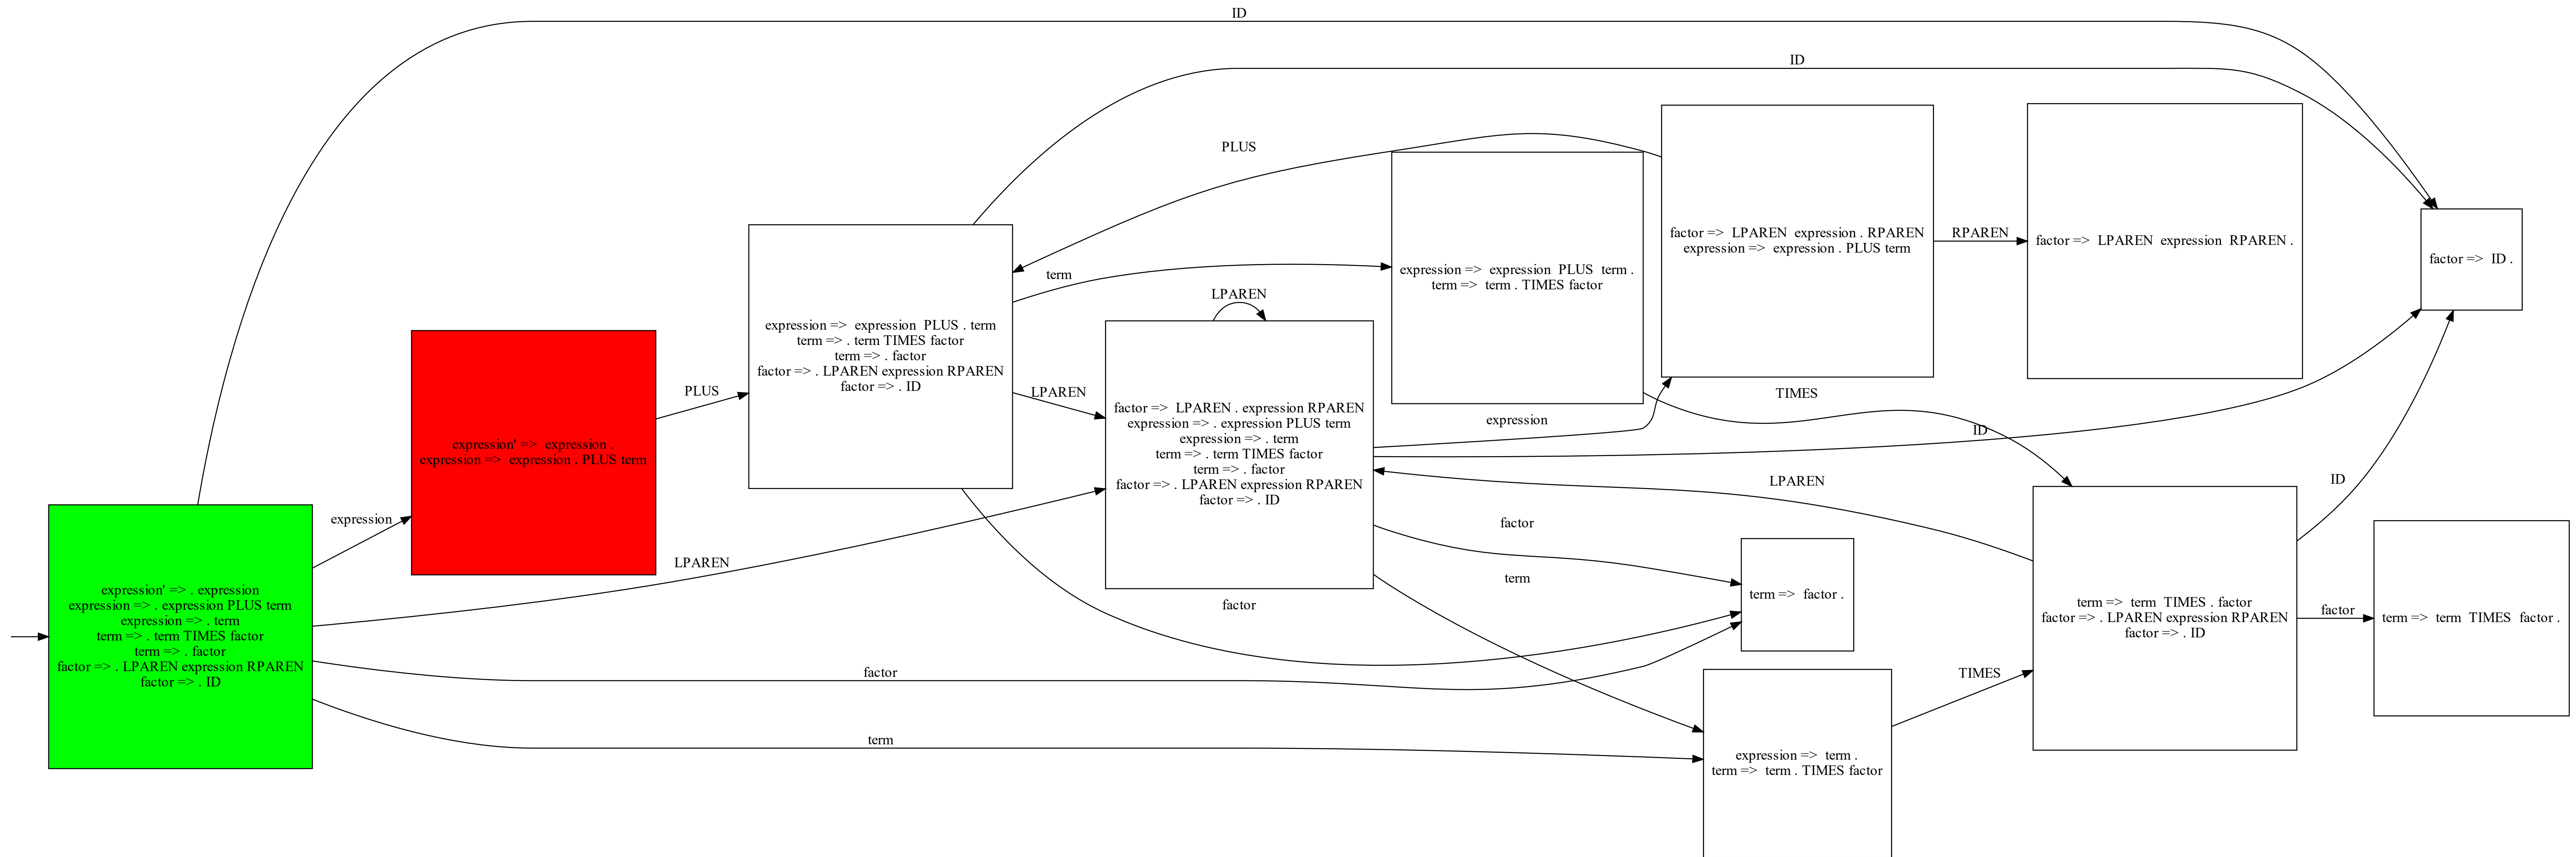 ID
ID
PLUS
factor =>  LPAREN  expression . RPAREN
expression =>  expression . PLUS term
RPAREN
factor =>  LPAREN  expression  RPAREN .
factor =>  ID .
term
expression =>  expression  PLUS  term .
term =>  term . TIMES factor
LPAREN
expression =>  expression  PLUS . term
term => . term TIMES factor
term => . factor
factor => . LPAREN expression RPAREN
factor => . ID
PLUS
LPAREN
TIMES
expression
ID
factor =>  LPAREN . expression RPAREN
expression => . expression PLUS term
expression => . term
term => . term TIMES factor
term => . factor
factor => . LPAREN expression RPAREN
factor => . ID
expression' =>  expression .
expression =>  expression . PLUS term
LPAREN
ID
expression
factor
LPAREN
term
factor
term =>  factor .
expression' => . expression
expression => . expression PLUS term
expression => . term
term => . term TIMES factor
term => . factor
factor => . LPAREN expression RPAREN
factor => . ID
term =>  term  TIMES . factor
factor => . LPAREN expression RPAREN
factor => . ID
factor
term =>  term  TIMES  factor .
factor
TIMES
term
expression =>  term .
term =>  term . TIMES factor